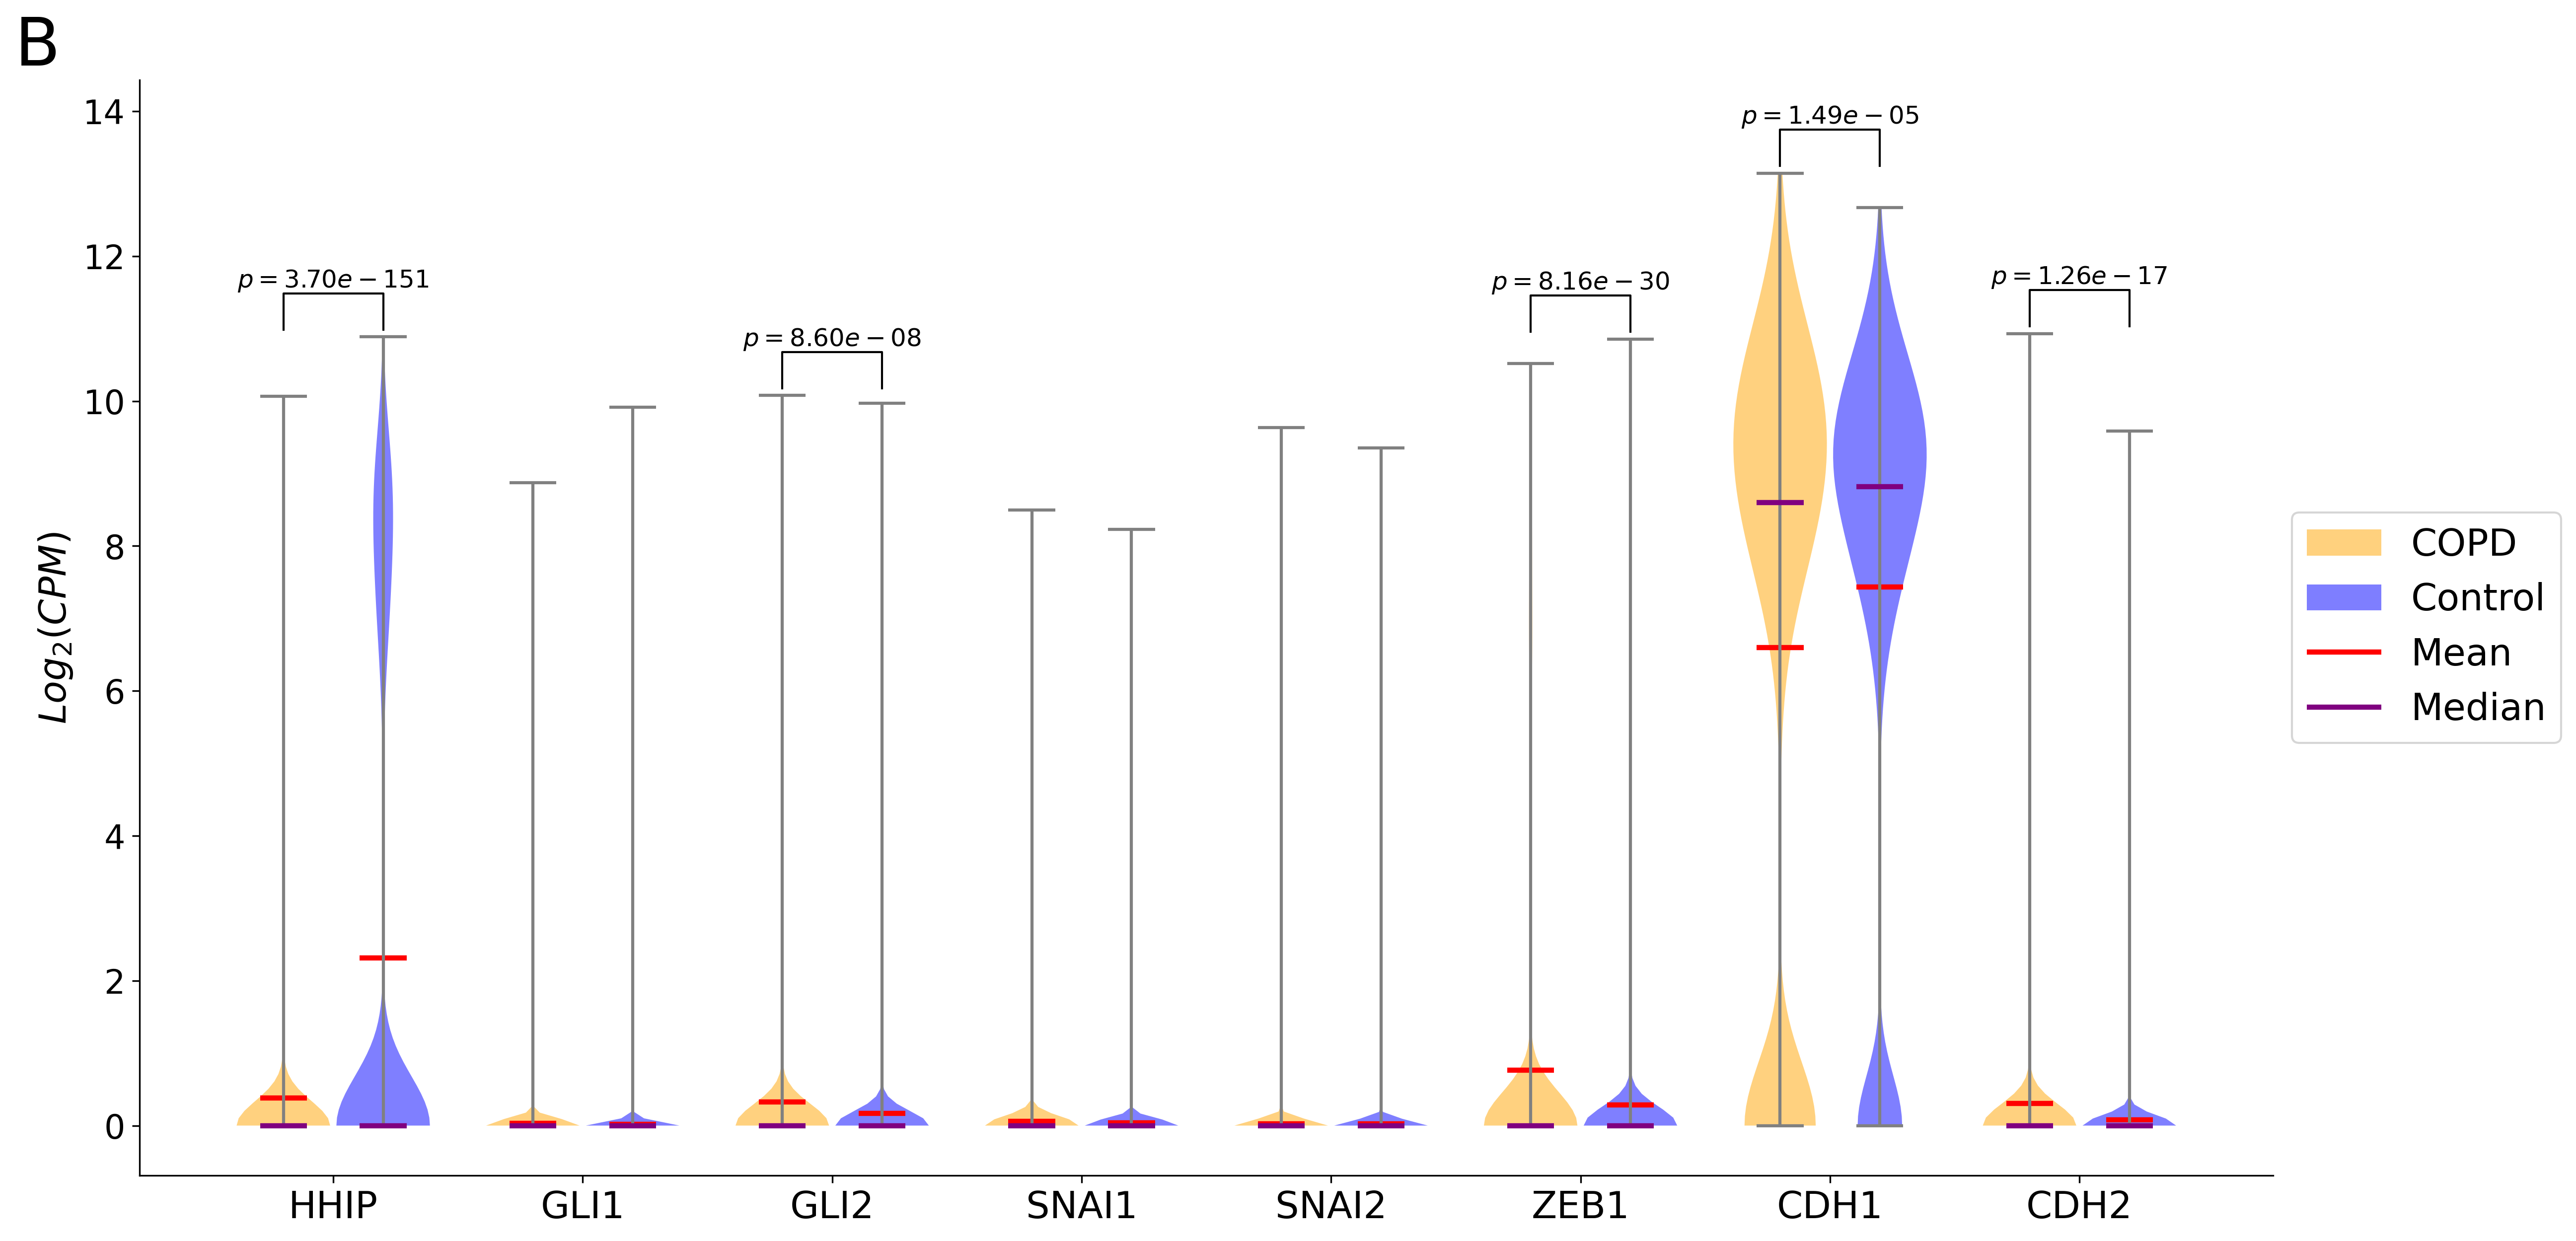 B
14
12
10
8
6
4
2
0
Log₂(CPM)
p = 3.70e − 151
p = 8.60e − 08
p = 8.16e − 30
p = 1.49e − 05
p = 1.26e − 17
HHIP
GLI1
GLI2
SNAI1
SNAI2
ZEB1
CDH1
CDH2
COPD
Control
Mean
Median